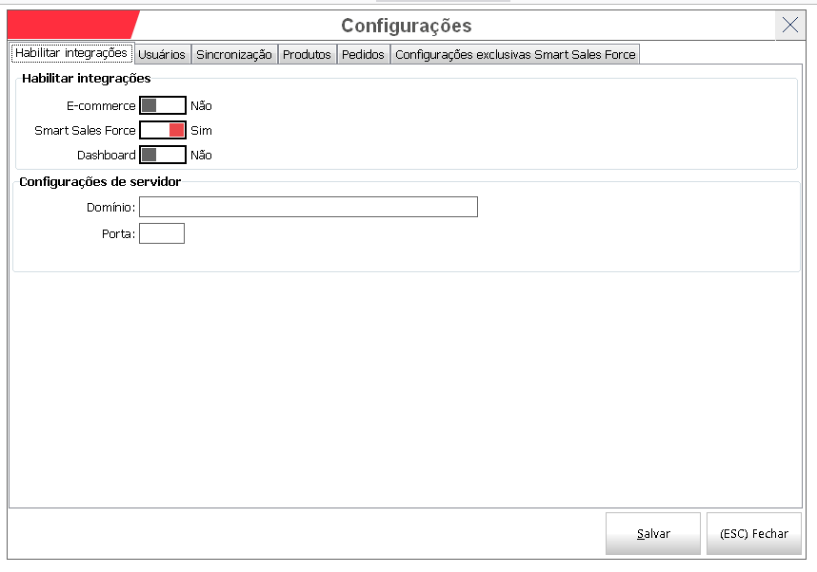 Configurações
Habilitar integrações Usuários Sincronização Produtos Pedidos Configurações exclusivas Smart Sales Force
Habilitar integrações
E-commerce Não
Smart Sales Force Sim
Dashboard Não
Configurações de servidor
Domínio:
Porta:
Salvar (ESC) Fechar